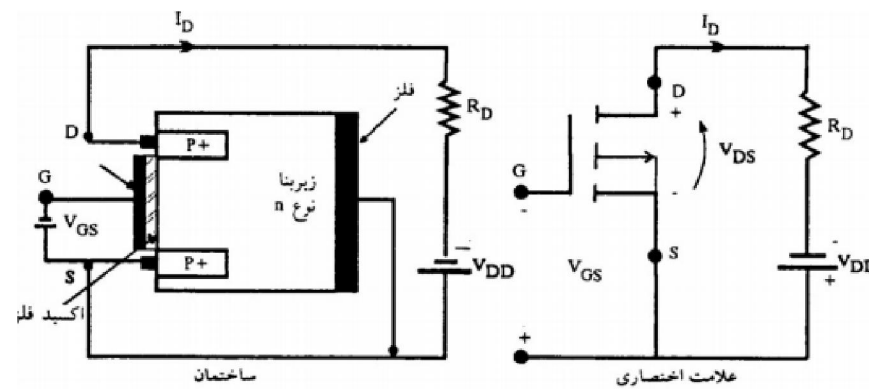 I_D
I_D
فلز
D
P+
R_D
D
+
R_D
V_DS
زیربنا
نوع n
G
V_GS
G
-
-
P+
S
V_DD
V_GS
S
-
V_DD
+
اکسید فلز
+
ساختمان
علامت اختصاری